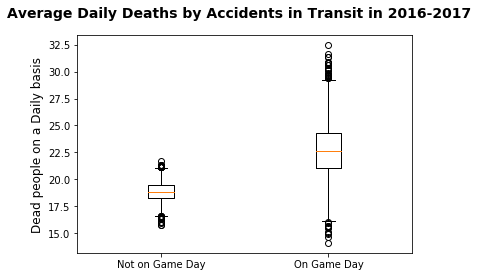 Average Daily Deaths by Accidents in Transit in 2016-2017
Dead people on a Daily basis
32.5
30.0
27.5
25.0
22.5
20.0
17.5
15.0
Not on Game Day
On Game Day